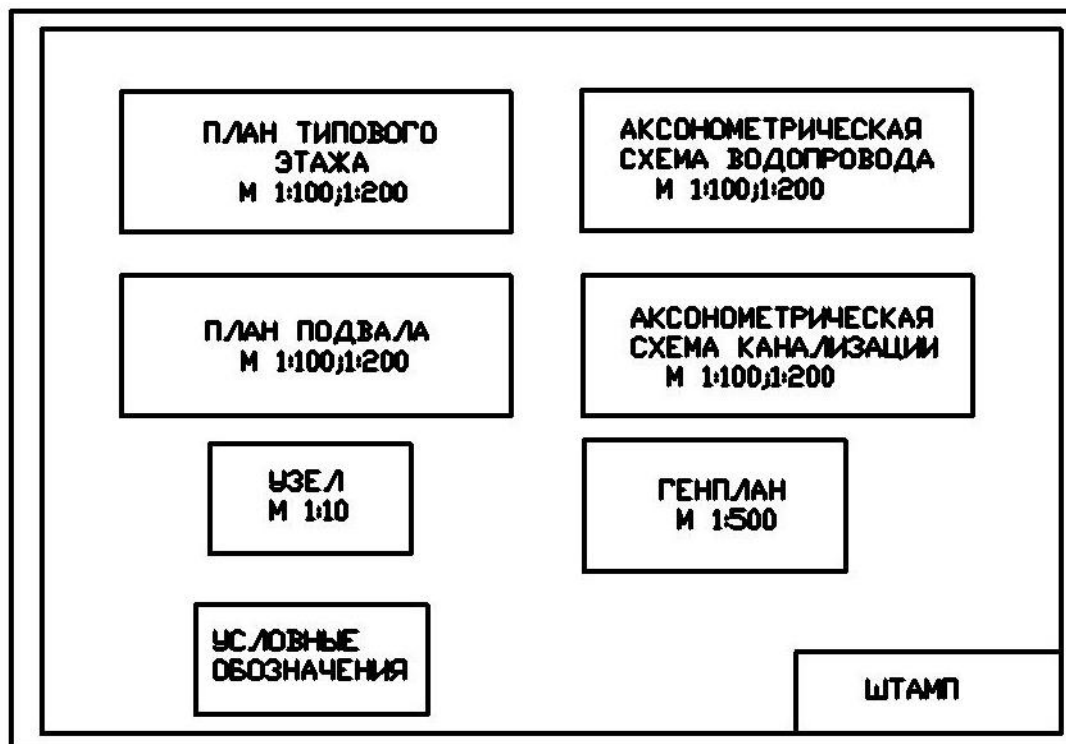 ПЛАН ТИПОВОГО
ЭТАЖА
М 1:100;1:200
АКСОНОМЕТРИЧЕСКАЯ
СХЕМА ВОДОПРОВОДА
М 1:100;1:200
ПЛАН ПОДВАЛА
М 1:100;1:200
АКСОНОМЕТРИЧЕСКАЯ
СХЕМА КАНАЛИЗАЦИИ
М 1:100;1:200
УЗЕЛ
М 1:10
ГЕНПЛАН
М 1:500
УСЛОВНЫЕ
ОБОЗНАЧЕНИЯ
ШТАМП